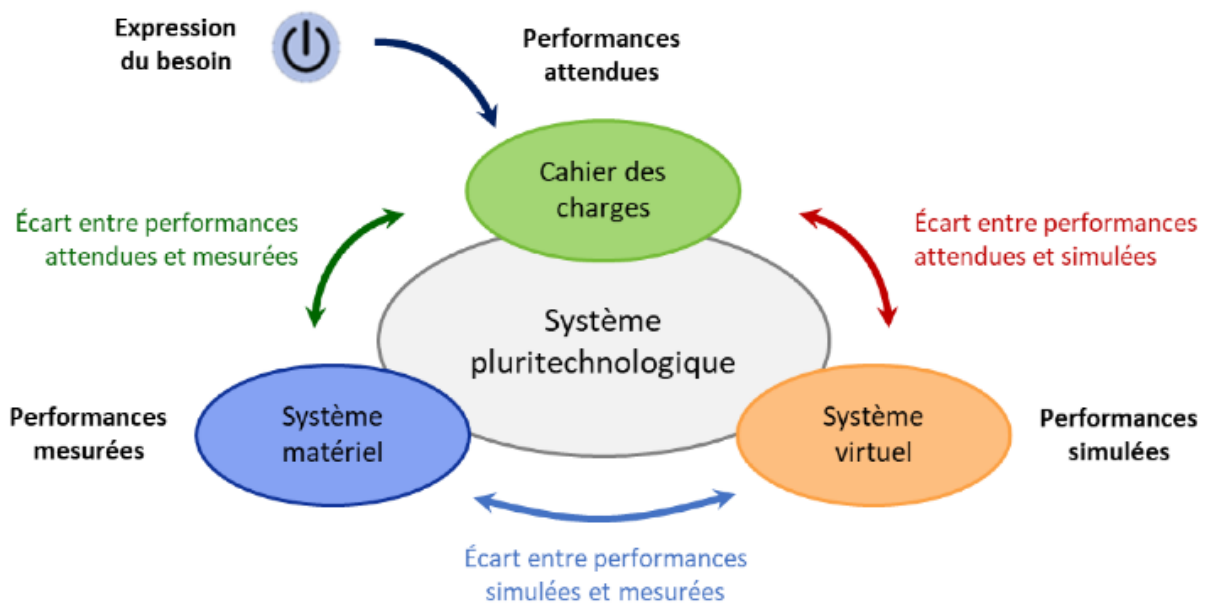 Expression
du besoin
Performances
attendues
Cahier des
charges
Écart entre performances
attendues et mesurées
Écart entre performances
attendues et simulées
Système
pluritechnologique
Performances
mesurées
Système
matériel
Système
virtuel
Performances
simulées
Écart entre performances
simulées et mesurées